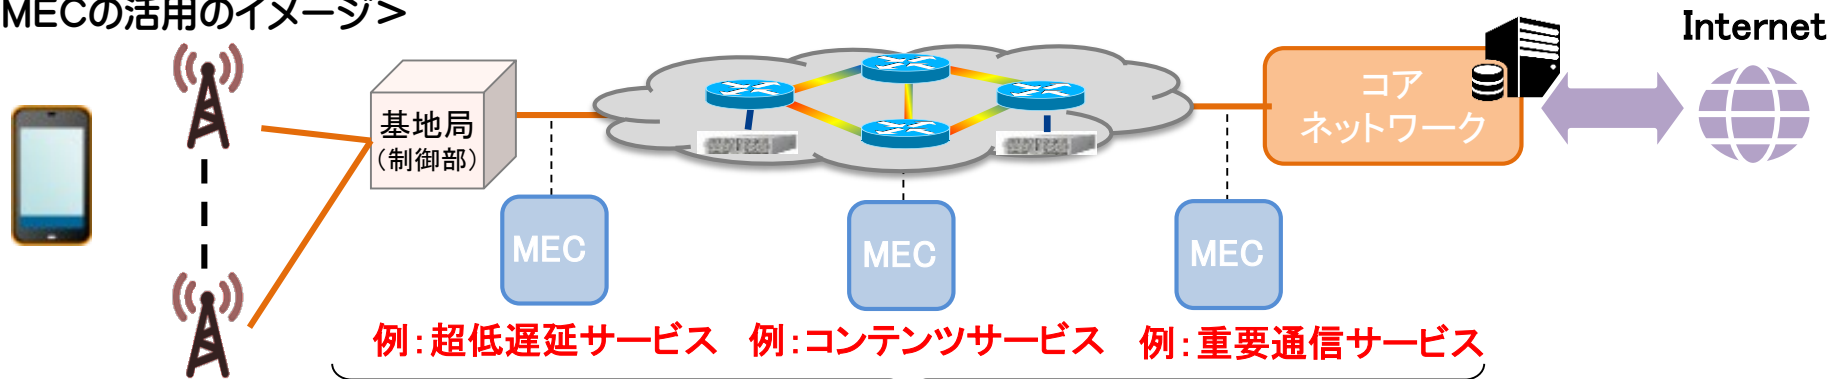 MECの活用のイメージ＞
Internet
基地局
（制御部）
コア
ネットワーク
MEC
MEC
MEC
例：超低遅延サービス
例：コンテンツサービス
例：重要通信サービス